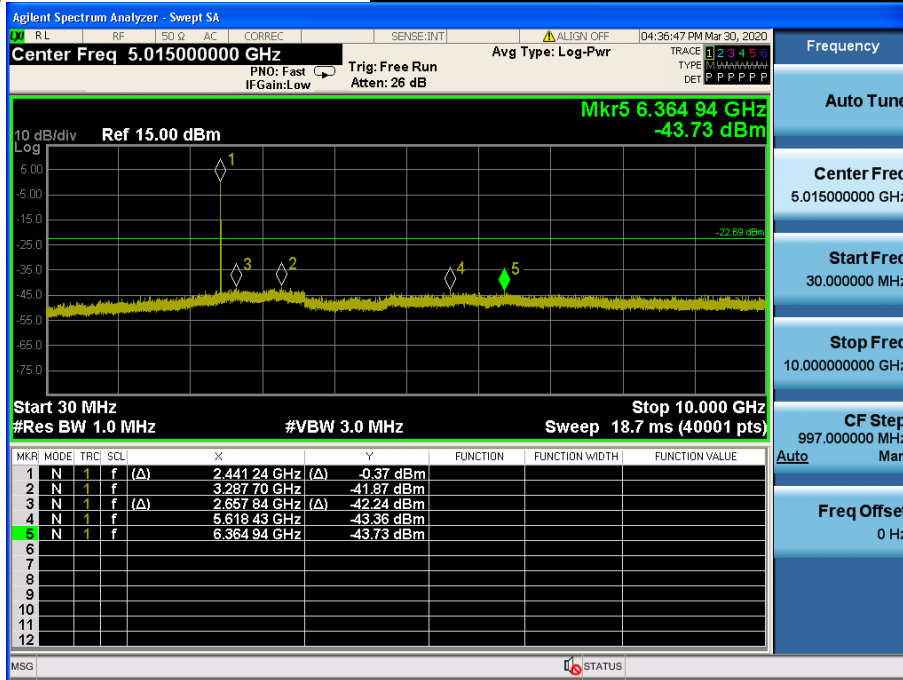 Agilent Spectrum Analyzer - Swept SA
LXI RL RF 50 Ω AC CORREC SENSE:INT ALIGN OFF 04:36:47 PM Mar 30, 2020
Center Freq 5.015000000 GHz
PNO: Fast
IFGain:Low
Trig: Free Run
Atten: 26 dB
Avg Type: Log-Pwr
TRACE 1 2 3 4 5 6
TYPE M
DET P P P P P P
Mkr5 6.364 94 GHz
-43.73 dBm
10 dB/div Ref 15.00 dBm
Log
5.00
-5.00
-15.0
-25.0
-35.0
-45.0
-55.0
-65.0
-75.0
1
2
3
4
5
-22.69 dBm
Start 30 MHz Stop 10.000 GHz
#Res BW 1.0 MHz #VBW 3.0 MHz Sweep 18.7 ms (40001 pts)
MKR MODE TRC SCL X Y FUNCTION FUNCTION WIDTH FUNCTION VALUE
1 N 1 f (Δ) 2.441 24 GHz (Δ) -0.37 dBm
2 N 1 f 3.287 70 GHz -41.87 dBm
3 N 1 f (Δ) 2.657 84 GHz (Δ) -42.24 dBm
4 N 1 f 5.618 43 GHz -43.36 dBm
5 N 1 f 6.364 94 GHz -43.73 dBm
6
7
8
9
10
11
12
MSG STATUS
Frequency
Auto Tune
Center Freq
5.015000000 GHz
Start Freq
30.000000 MHz
Stop Freq
10.000000000 GHz
CF Step
997.000000 MHz
Auto Man
Freq Offset
0 Hz